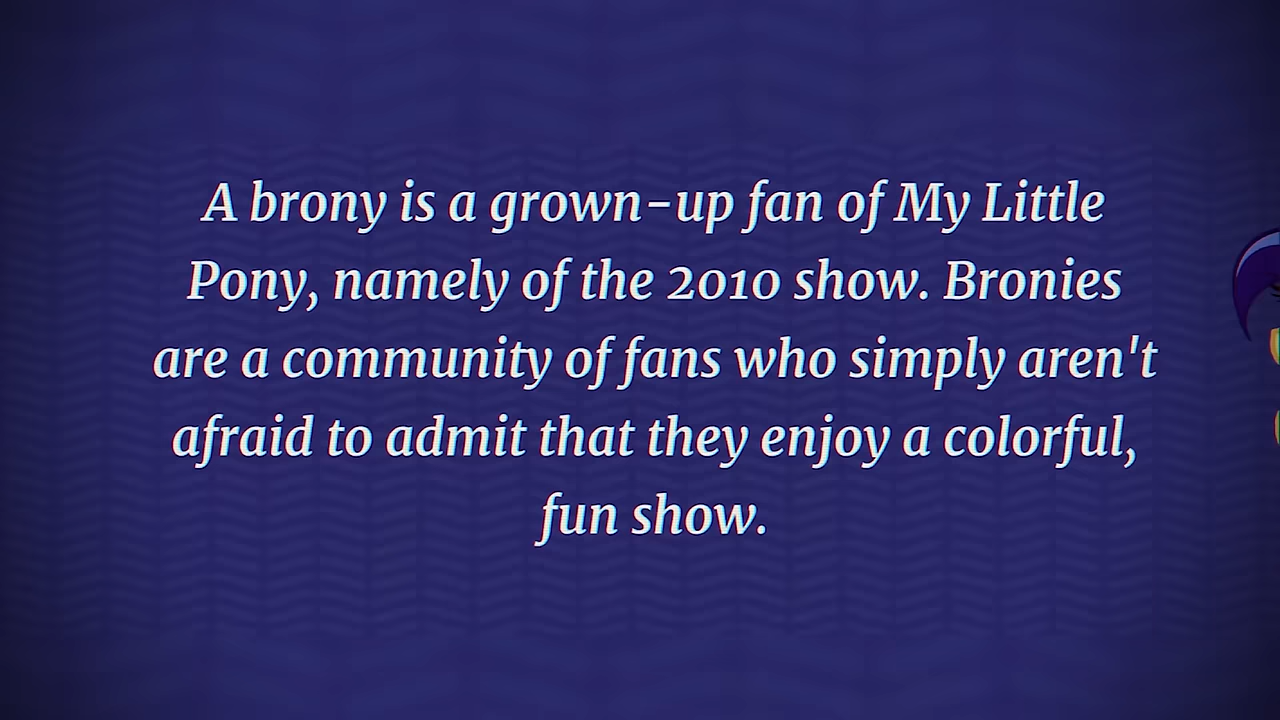 A brony is a grown-up fan of My Little
Pony, namely of the 2010 show. Bronies
are a community of fans who simply aren't
afraid to admit that they enjoy a colorful,
fun show.